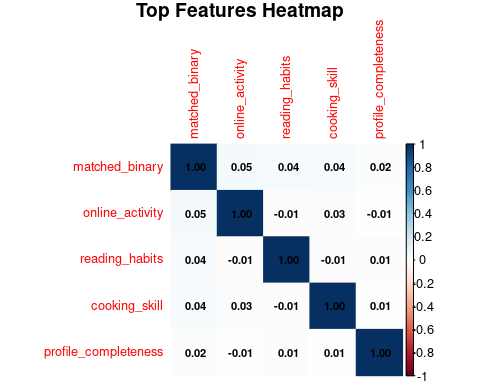 Top Features Heatmap
matched_binary
online_activity
reading_habits
cooking_skill
profile_completeness
matched_binary 1.00 0.05 0.04 0.04 0.02
online_activity 0.05 1.00 -0.01 0.03 -0.01
reading_habits 0.04 -0.01 1.00 -0.01 0.01
cooking_skill 0.04 0.03 -0.01 1.00 0.01
profile_completeness 0.02 -0.01 0.01 0.01 1.00
1
0.8
0.6
0.4
0.2
0
-0.2
-0.4
-0.6
-0.8
-1